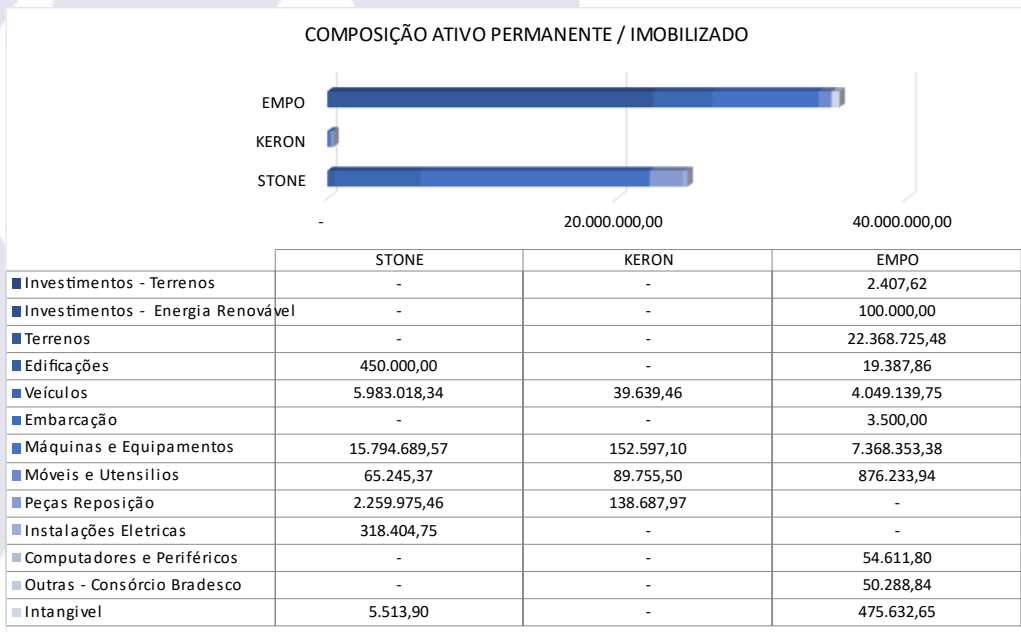 COMPOSIÇÃO ATIVO PERMANENTE / IMOBILIZADO
EMPO
KERON
STONE
- 20.000.000,00 40.000.000,00
STONE KERON EMPO
Investimentos - Terrenos - - 2.407,62
Investimentos - Energia Renovável - - 100.000,00
Terrenos - - 22.368.725,48
Edificações 450.000,00 - 19.387,86
Veículos 5.983.018,34 39.639,46 4.049.139,75
Embarcação - - 3.500,00
Máquinas e Equipamentos 15.794.689,57 152.597,10 7.368.353,38
Móveis e Utensilios 65.245,37 89.755,50 876.233,94
Peças Reposição 2.259.975,46 138.687,97 -
Instalações Eletricas 318.404,75 - -
Computadores e Periféricos - - 54.611,80
Outras - Consórcio Bradesco - - 50.288,84
Intangivel 5.513,90 - 475.632,65